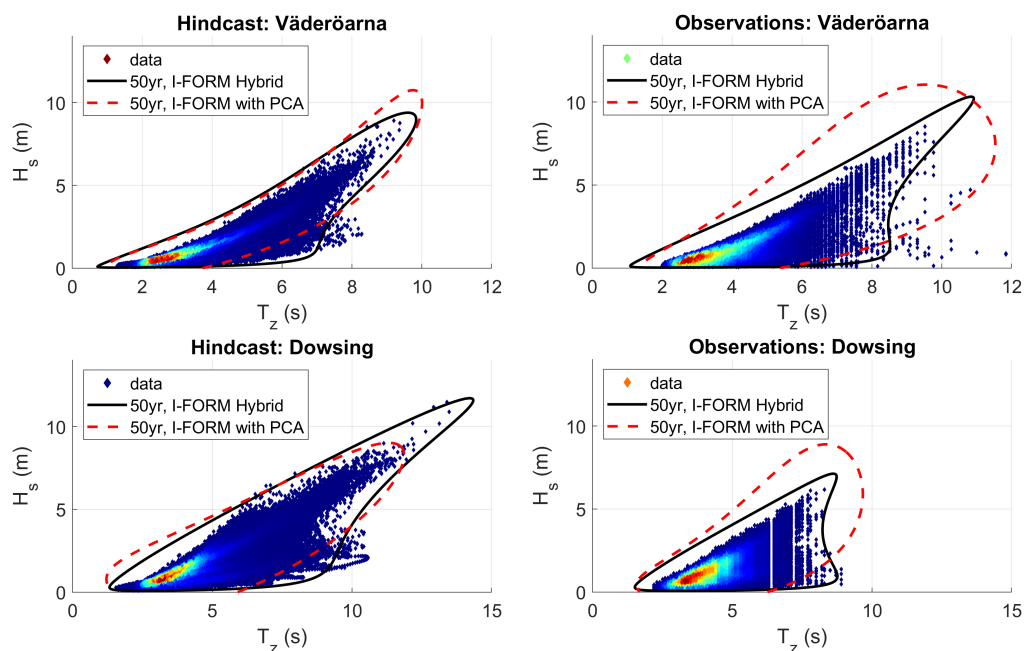 Hindcast: Väderöarna
data
50yr, I-FORM Hybrid
50yr, I-FORM with PCA
10
5
0
H_s (m)
0 2 4 6 8 10 12
T_z (s)
Observations: Väderöarna
data
50yr, I-FORM Hybrid
50yr, I-FORM with PCA
10
5
0
H_s (m)
0 2 4 6 8 10 12
T_z (s)
Hindcast: Dowsing
data
50yr, I-FORM Hybrid
50yr, I-FORM with PCA
10
5
0
H_s (m)
0 5 10 15
T_z (s)
Observations: Dowsing
data
50yr, I-FORM Hybrid
50yr, I-FORM with PCA
10
5
0
H_s (m)
0 5 10 15
T_z (s)